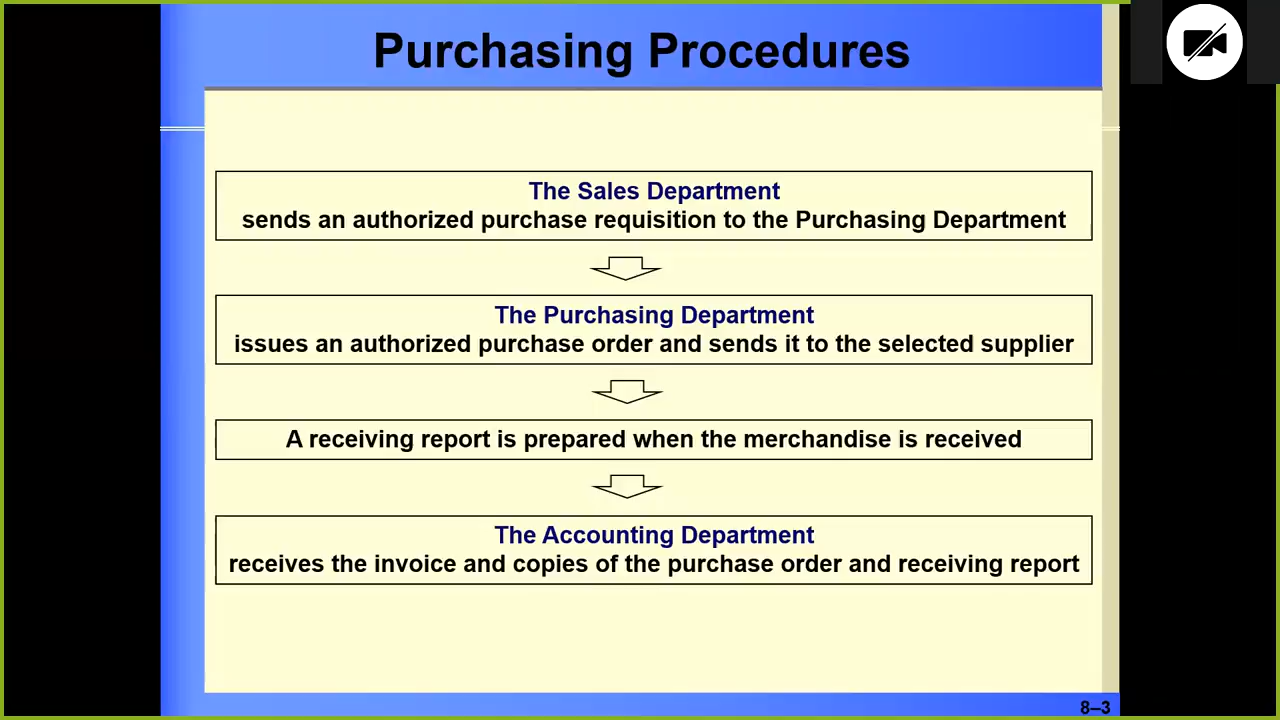 Purchasing Procedures
The Sales Department
sends an authorized purchase requisition to the Purchasing Department
The Purchasing Department
issues an authorized purchase order and sends it to the selected supplier
A receiving report is prepared when the merchandise is received
The Accounting Department
receives the invoice and copies of the purchase order and receiving report
8–3